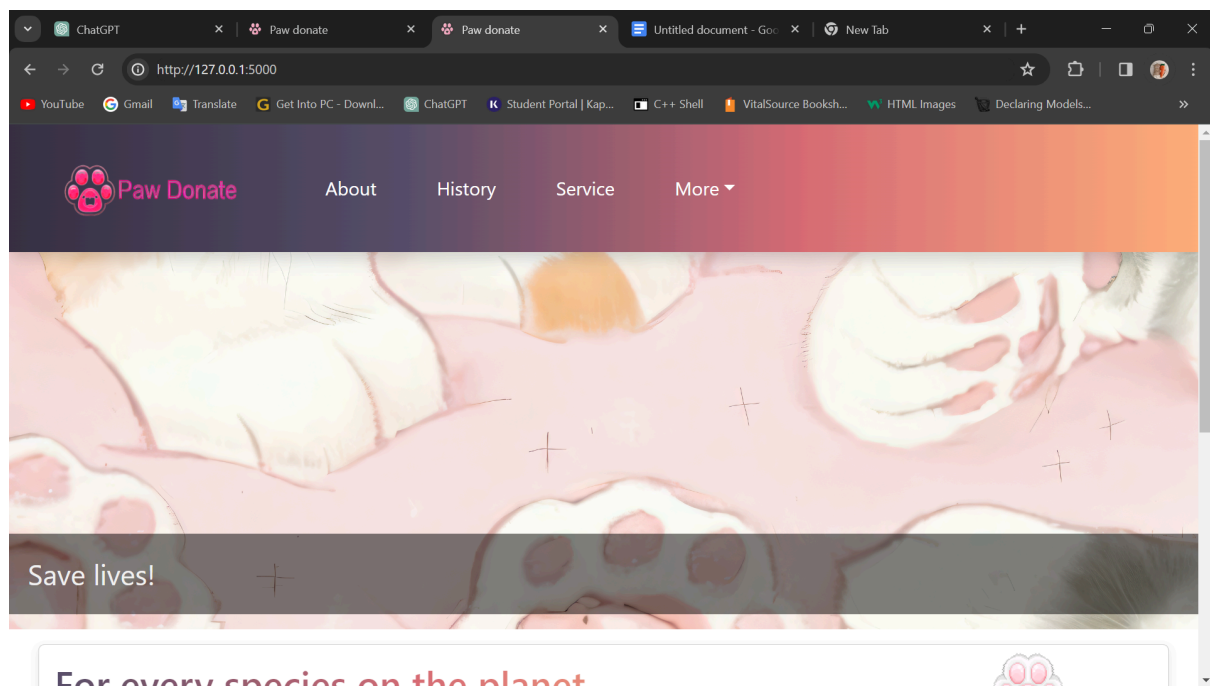 ChatGPT
Paw donate
Paw donate
Untitled document - Goo
New Tab
http://127.0.0.1:5000
YouTube
Gmail
Translate
Get Into PC - Downl...
ChatGPT
Student Portal | Kap...
C++ Shell
VitalSource Booksh...
HTML Images
Declaring Models...
Paw Donate
About
History
Service
More
Save lives!
For every species on the planet